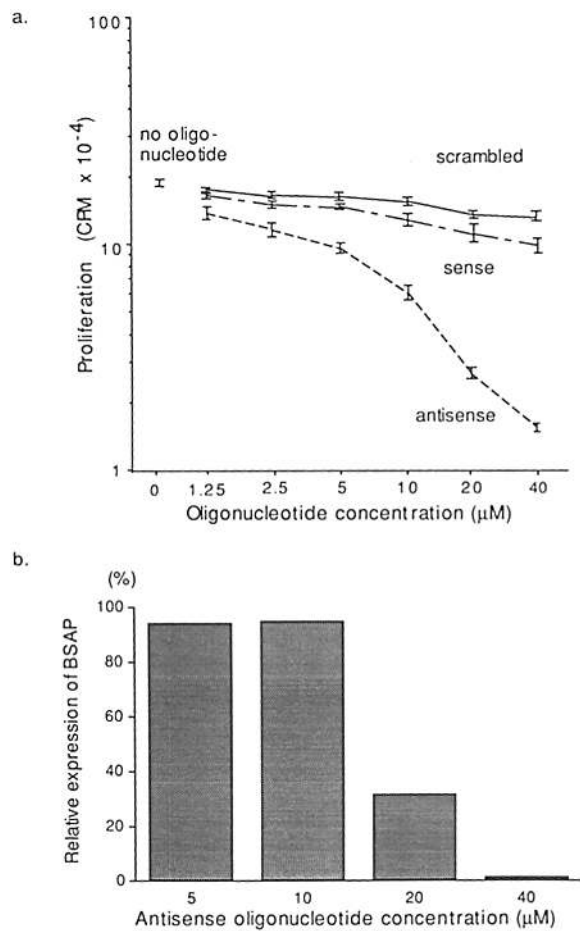 a.
100
no oligo-
nucleotide
scrambled
10
sense
antisense
1
Proliferation (CPM x 10-4)
0 1.25 2.5 5 10 20 40
Oligonucleotide concentration (µM)
b.
(%)
100
80
60
40
20
0
Relative expression of BSAP
5 10 20 40
Antisense oligonucleotide concentration (µM)